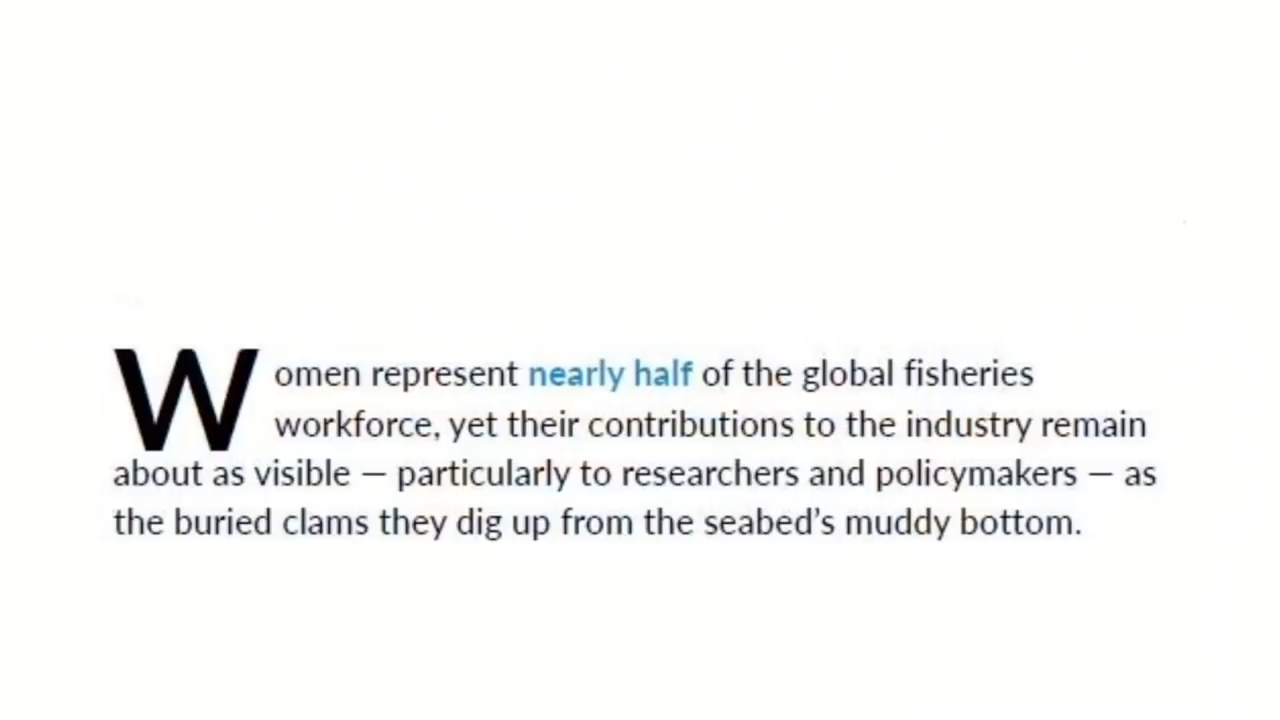 Women represent nearly half of the global fisheries
workforce, yet their contributions to the industry remain
about as visible — particularly to researchers and policymakers — as
the buried clams they dig up from the seabed’s muddy bottom.